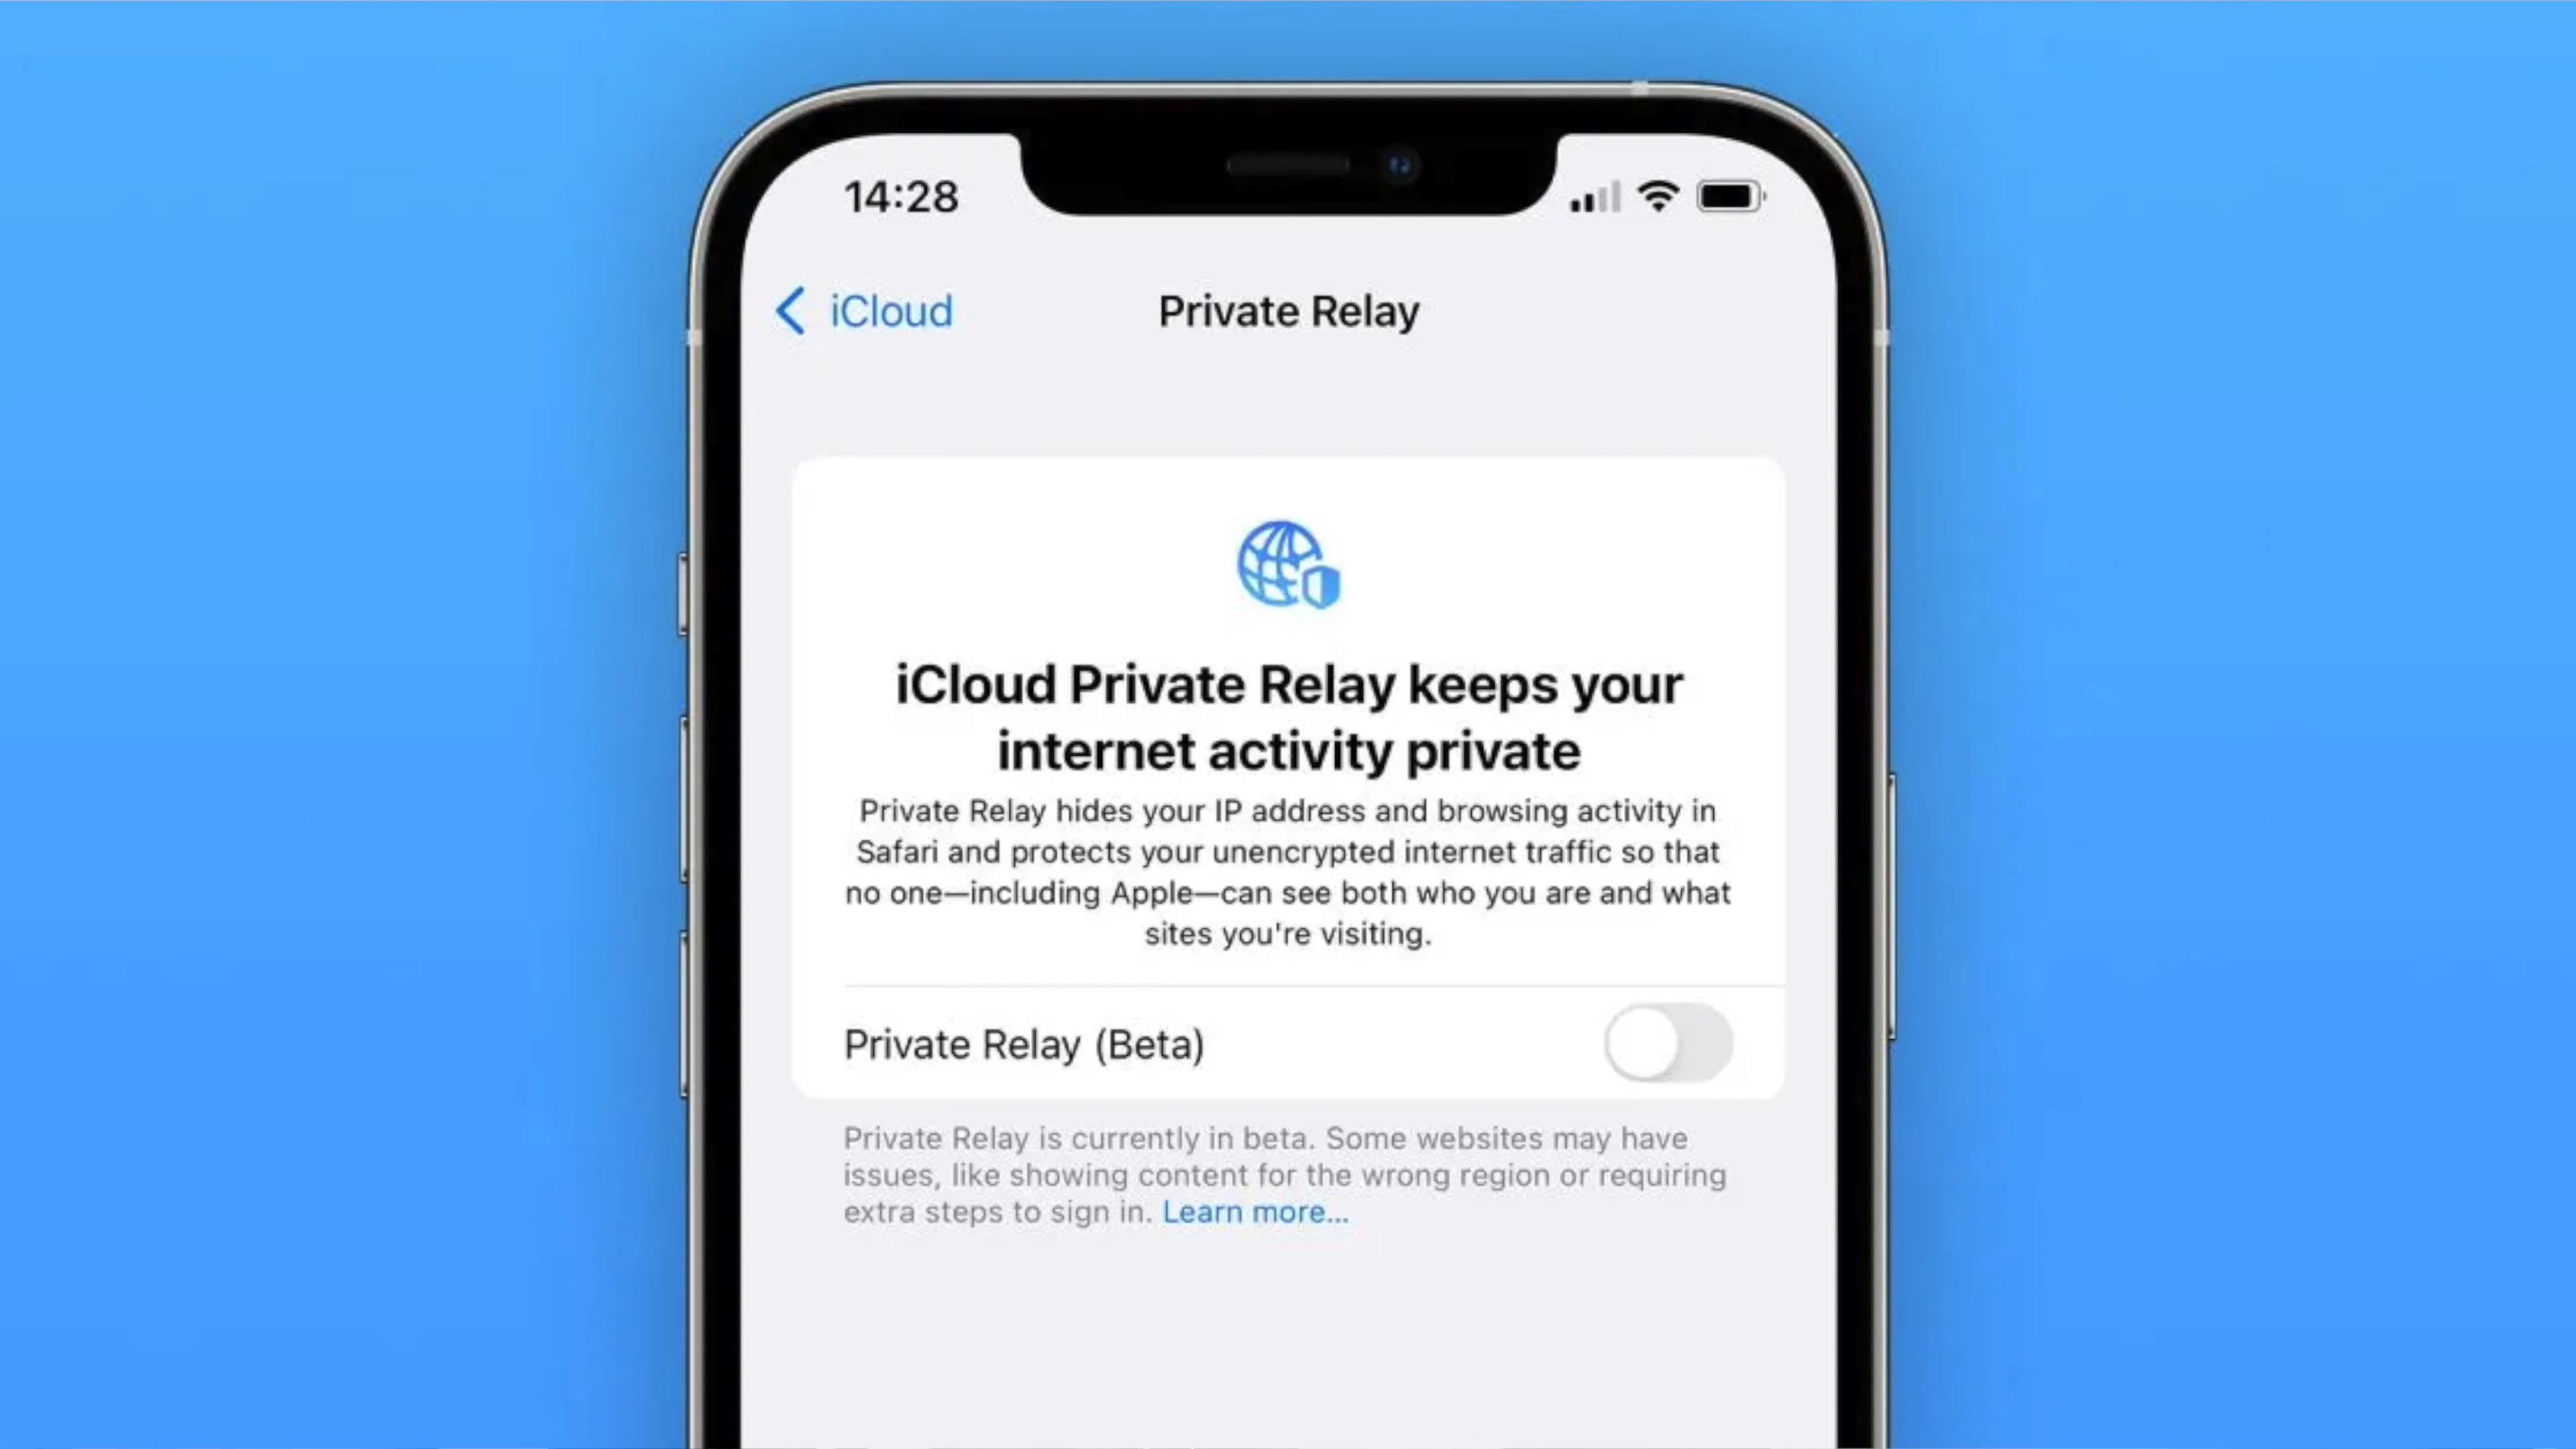 14:28
iCloud
Private Relay
iCloud Private Relay keeps your
internet activity private
Private Relay hides your IP address and browsing activity in
Safari and protects your unencrypted internet traffic so that
no one—including Apple—can see both who you are and what
sites you're visiting.
Private Relay (Beta)
Private Relay is currently in beta. Some websites may have
issues, like showing content for the wrong region or requiring
extra steps to sign in. Learn more...